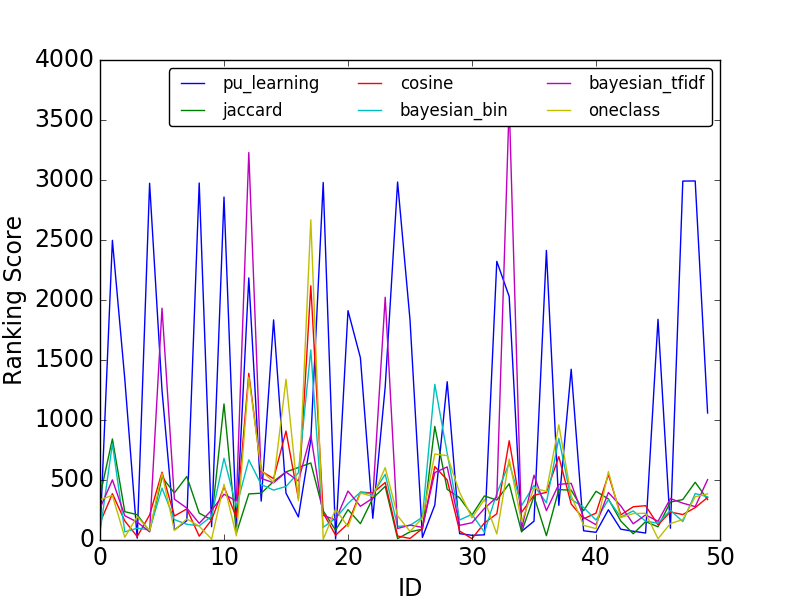 4000
3500
3000
2500
2000
1500
1000
500
0
Ranking Score
pu_learning cosine bayesian_tfidf
jaccard bayesian_bin oneclass
0 10 20 30 40 50
ID